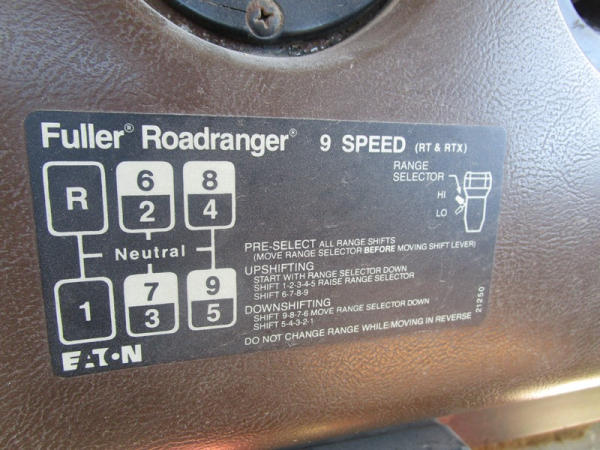 Fuller® Roadranger® 9 SPEED (RT & RTX)
RANGE
SELECTOR
HI
LO
R 6 8
2 4
Neutral
1 7 9
3 5
PRE-SELECT ALL RANGE SHIFTS
(MOVE RANGE SELECTOR BEFORE MOVING SHIFT LEVER)
UPSHIFTING
START WITH RANGE SELECTOR DOWN
SHIFT 1-2-3-4-5 RAISE RANGE SELECTOR
SHIFT 6-7-8-9
DOWNSHIFTING
SHIFT 9-8-7-6 MOVE RANGE SELECTOR DOWN
SHIFT 5-4-3-2-1
DO NOT CHANGE RANGE WHILE MOVING IN REVERSE
21250
EATON